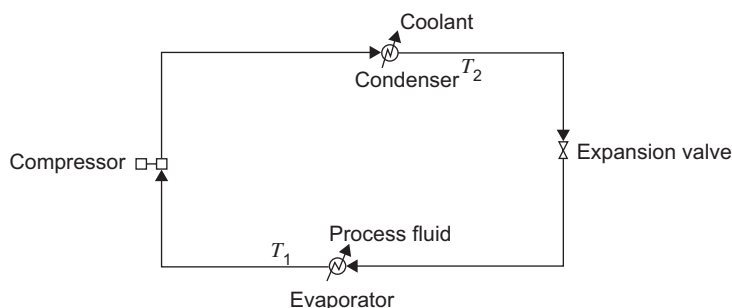 Coolant
Condenser
T2
Compressor
Expansion valve
Process fluid
T1
Evaporator